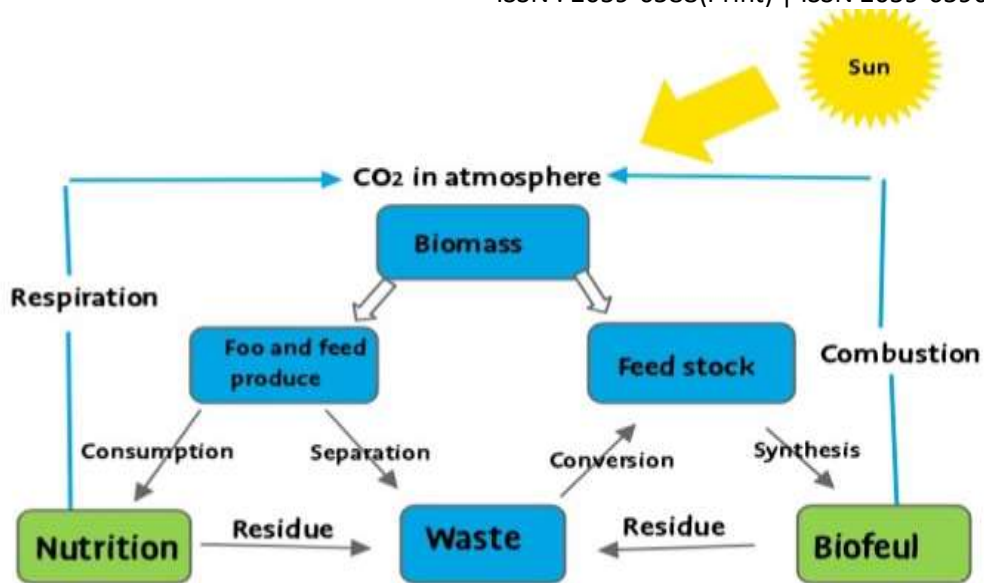 Sun
CO2 in atmosphere
Biomass
Respiration
Foo and feed
produce
Feed stock
Combustion
Consumption
Separation
Conversion
Synthesis
Nutrition
Residue
Waste
Residue
Biofeul